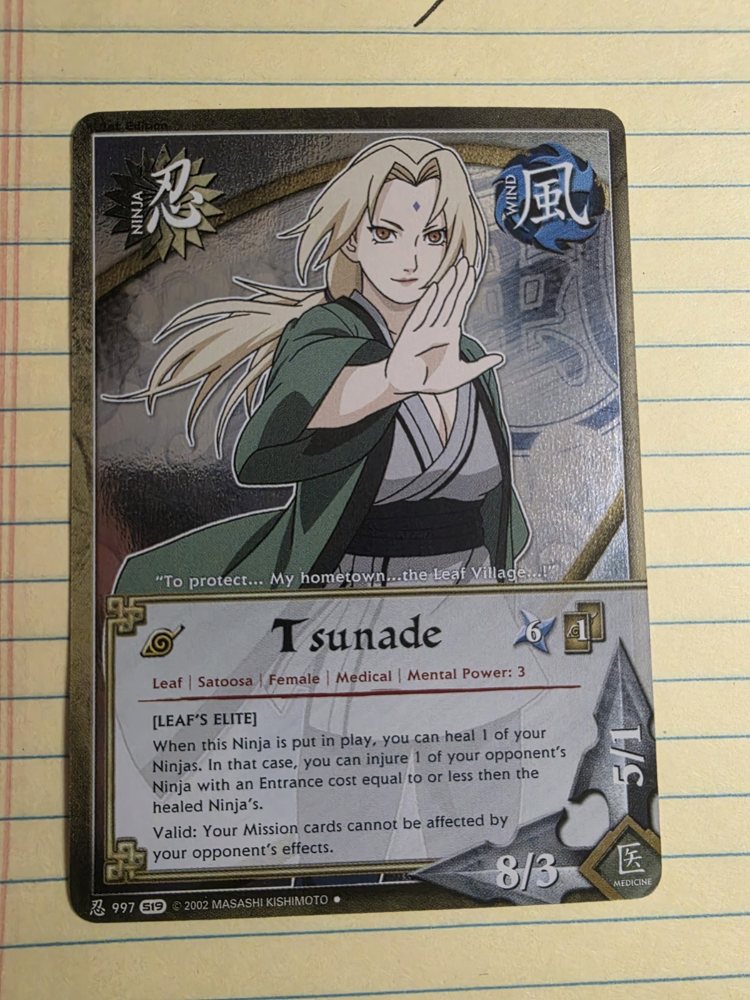 1st Edition
NINJA
忍
WIND
風
"To protect... My hometown...the Leaf Village...!"
Tsunade
6
1
Leaf | Satoosa | Female | Medical | Mental Power: 3
[LEAF'S ELITE]
When this Ninja is put in play, you can heal 1 of your
Ninjas. In that case, you can injure 1 of your opponent's
Ninja with an Entrance cost equal to or less then the
healed Ninja's.
Valid: Your Mission cards cannot be affected by
your opponent's effects.
5/1
8/3
医
MEDICINE
忍 997 S19 © 2002 MASASHI KISHIMOTO